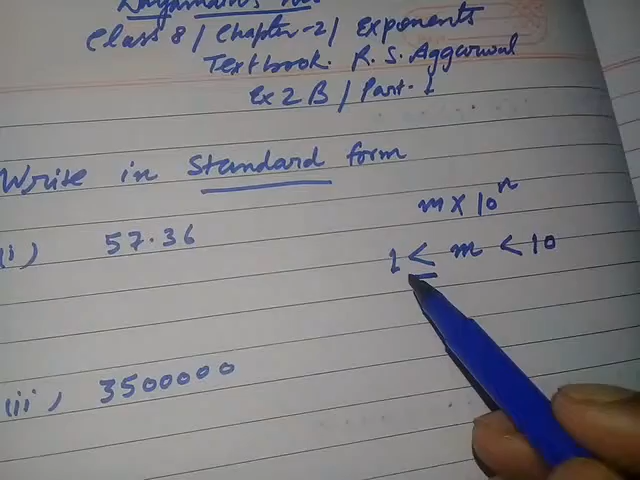 Class 8 / Chapter-2 / Exponents
Textbook. R. S. Aggarwal
Ex 2 B / Part-1
Write in Standard form
m × 10ⁿ
(i) 57.36
1 ≤ m < 10
(ii) 3500000